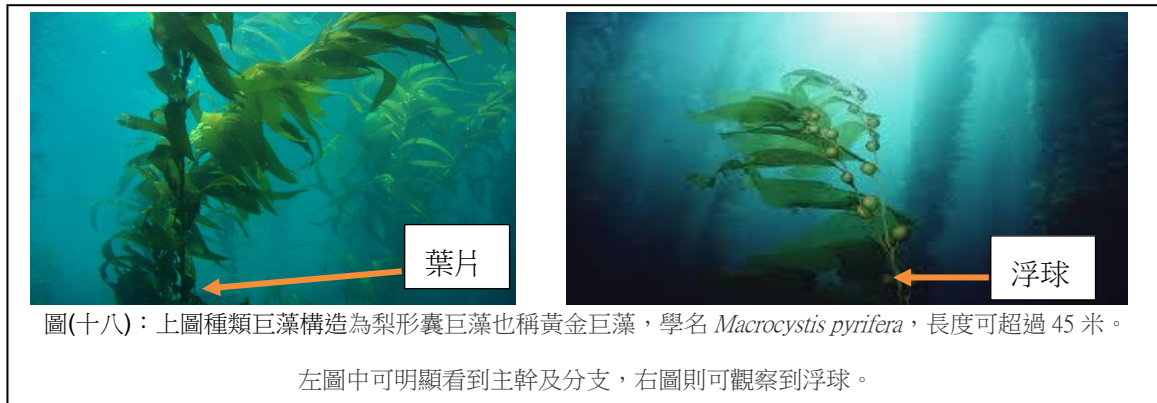 葉片
浮球
圖(十八)：上圖種類巨藻構造為梨形囊巨藻也稱黃金巨藻，學名 Macrocystis pyrifera，長度可超過 45 米。
左圖中可明顯看到主幹及分支，右圖則可觀察到浮球。